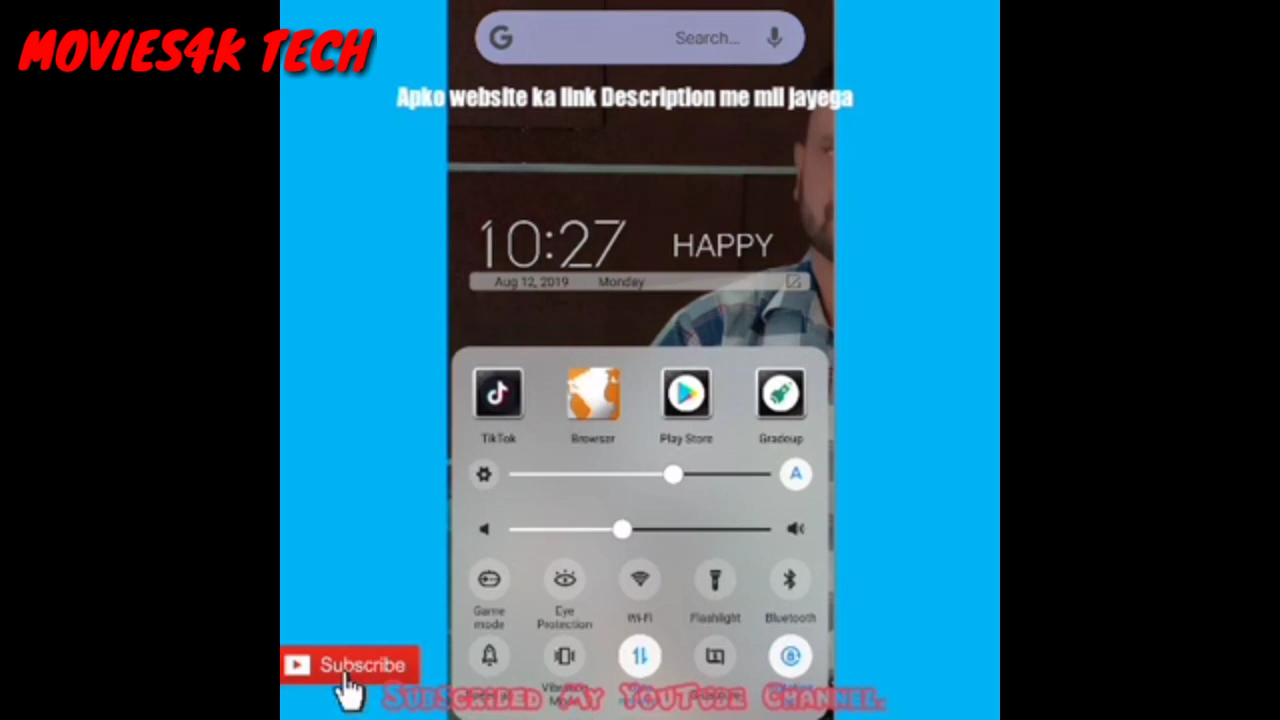 MOVIES4K TECH
Search...
Apko website ka link Description me mil jayega
10:27 HAPPY
Aug 12, 2019 Monday
TikTok Browser Play Store Gradeup
A
Game mode Eye Protection Wi-Fi Flashlight Bluetooth
Subscribe
SUBSCRIBED MY YOUTUBE CHANNEL.